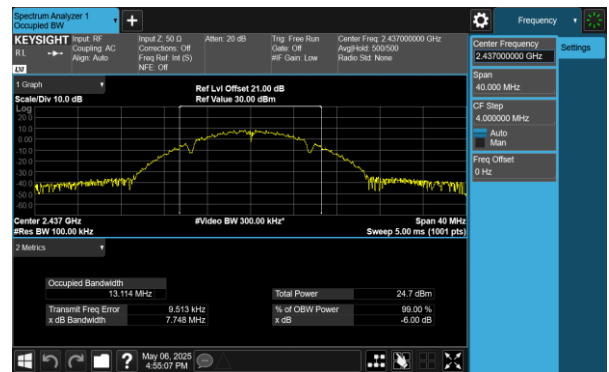 Spectrum Analyzer 1
Occupied BW
Frequency
KEYSIGHT Input: RF Input Z: 50 Ω Atten: 20 dB Trig: Free Run Center Freq: 2.437000000 GHz
RL Coupling: AC Corrections: Off Gate: Off Avg|Hold: 500/500
Align: Auto Freq Ref: Int (S) #IF Gain: Low Radio Std: None
NFE: Off
LXI
Center Frequency
2.437000000 GHz
Settings
Span
40.000 MHz
CF Step
4.000000 MHz
Auto
Man
Freq Offset
0 Hz
1 Graph
Ref Lvl Offset 21.00 dB
Scale/Div 10.0 dB Ref Value 30.00 dBm
Log
20.0
10.0
0.00
-10.0
-20.0
-30.0
-40.0
-50.0
-60.0
Center 2.437 GHz #Video BW 300.00 kHz* Span 40 MHz
#Res BW 100.00 kHz Sweep 5.00 ms (1001 pts)
2 Metrics
Occupied Bandwidth
13.114 MHz Total Power 24.7 dBm
Transmit Freq Error 9.513 kHz % of OBW Power 99.00 %
x dB Bandwidth 7.748 MHz x dB -6.00 dB
?
May 06, 2025
4:55:07 PM